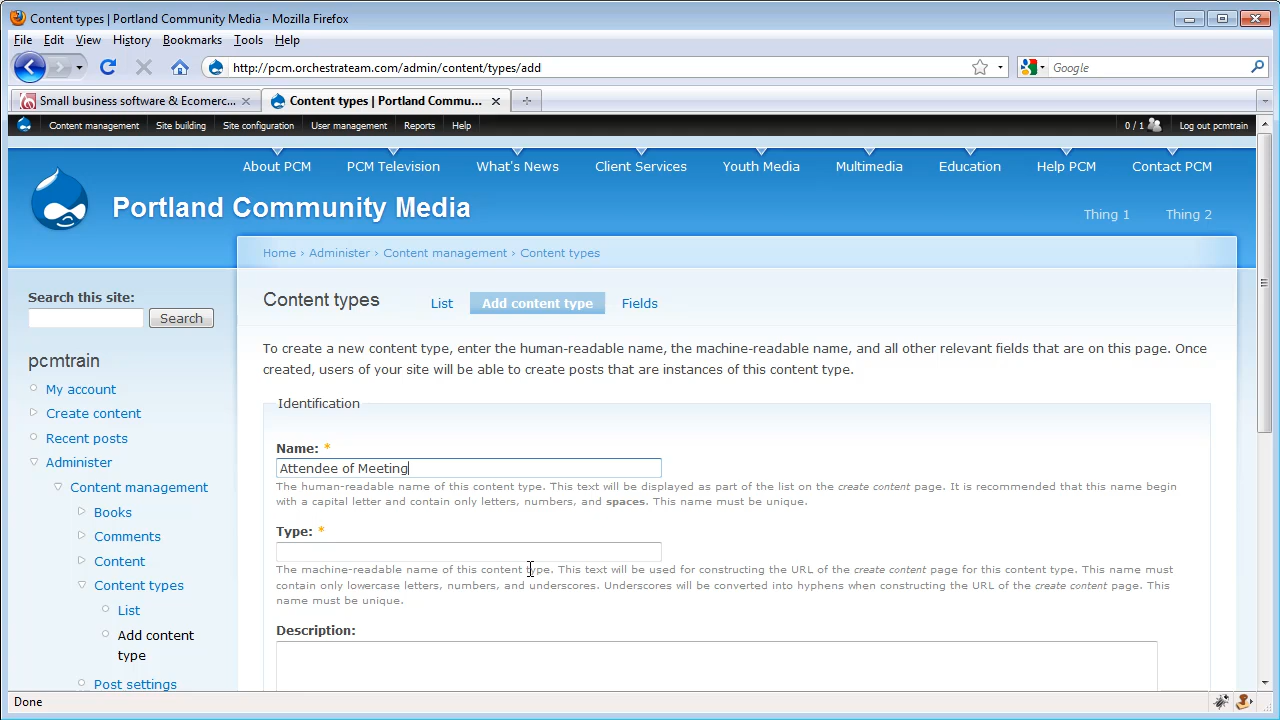 Content types | Portland Community Media - Mozilla Firefox
File Edit View History Bookmarks Tools Help
http://pcm.orchestrateam.com/admin/content/types/add
Google
Small business software & Ecomerc...
Content types | Portland Commu...
Content management Site building Site configuration User management Reports Help
0 / 1 Log out pcmtrain
About PCM PCM Television What's News Client Services Youth Media Multimedia Education Help PCM Contact PCM
Portland Community Media
Thing 1 Thing 2
Home › Administer › Content management › Content types
Search this site:
Search
pcmtrain
My account
Create content
Recent posts
Administer
Content management
Books
Comments
Content
Content types
List
Add content
type
Post settings
Content types List Add content type Fields
To create a new content type, enter the human-readable name, the machine-readable name, and all other relevant fields that are on this page. Once
created, users of your site will be able to create posts that are instances of this content type.
Identification
Name: *
Attendee of Meeting
The human-readable name of this content type. This text will be displayed as part of the list on the create content page. It is recommended that this name begin
with a capital letter and contain only letters, numbers, and spaces. This name must be unique.
Type: *
The machine-readable name of this content type. This text will be used for constructing the URL of the create content page for this content type. This name must
contain only lowercase letters, numbers, and underscores. Underscores will be converted into hyphens when constructing the URL of the create content page. This
name must be unique.
Description:
Done